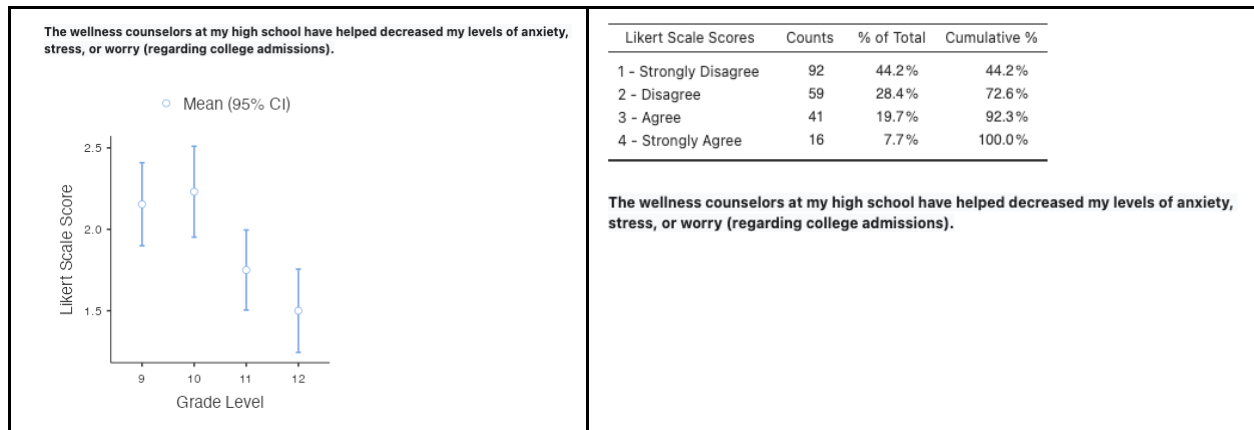 The wellness counselors at my high school have helped decreased my levels of anxiety,
stress, or worry (regarding college admissions).
Mean (95% CI)
2.5
2.0
1.5
Likert Scale Score
9 10 11 12
Grade Level
Likert Scale Scores Counts % of Total Cumulative %
1 - Strongly Disagree 92 44.2% 44.2%
2 - Disagree 59 28.4% 72.6%
3 - Agree 41 19.7% 92.3%
4 - Strongly Agree 16 7.7% 100.0%
The wellness counselors at my high school have helped decreased my levels of anxiety,
stress, or worry (regarding college admissions).